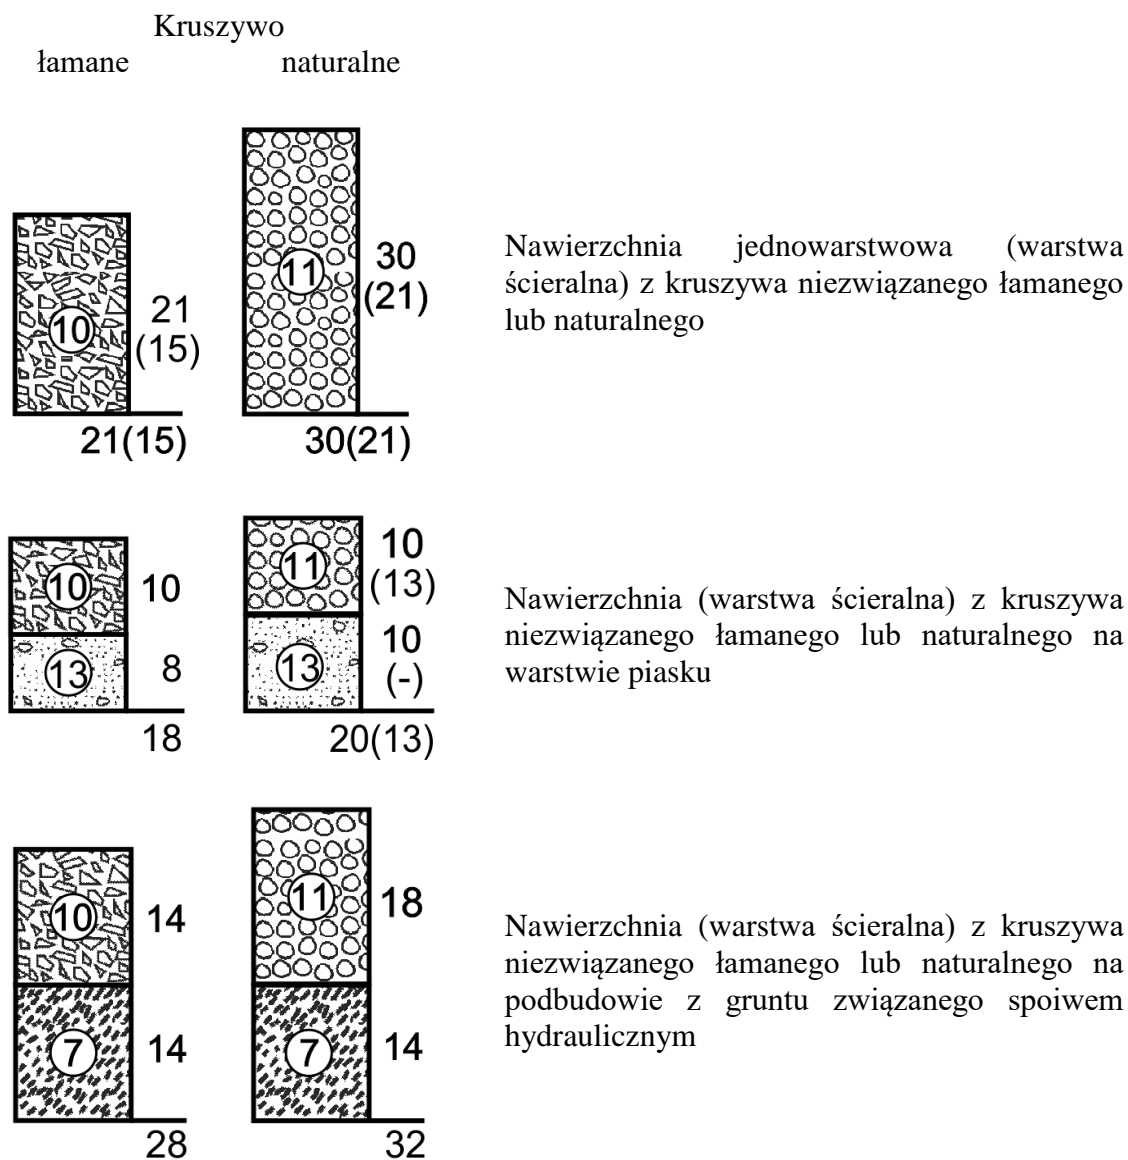 Kruszywo
łamane naturalne
10
21
(15)
21(15)
11
30
(21)
30(21)
Nawierzchnia jednowarstwowa (warstwa
ścieralna) z kruszywa niezwiązanego łamanego
lub naturalnego
10
10
13
8
18
11
10
(13)
13
10
(-)
20(13)
Nawierzchnia (warstwa ścieralna) z kruszywa
niezwiązanego łamanego lub naturalnego na
warstwie piasku
10
14
7
14
28
11
18
7
14
32
Nawierzchnia (warstwa ścieralna) z kruszywa
niezwiązanego łamanego lub naturalnego na
podbudowie z gruntu związanego spoiwem
hydraulicznym